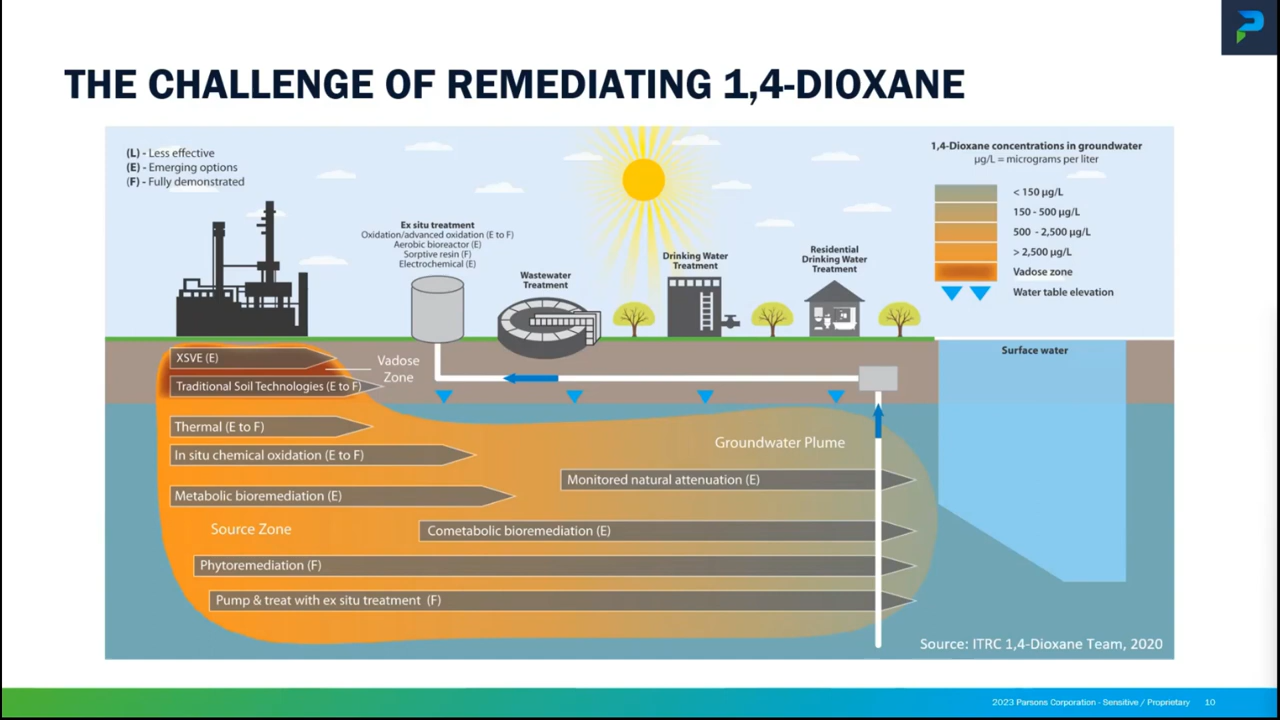 THE CHALLENGE OF REMEDIATING 1,4-DIOXANE
(L) - Less effective
(E) - Emerging options
(F) - Fully demonstrated
Ex situ treatment
Oxidation/advanced oxidation (E to F)
Aerobic bioreactor (E)
Sorptive resin (F)
Electrochemical (E)
Wastewater
Treatment
Drinking Water
Treatment
Residential
Drinking Water
Treatment
1,4-Dioxane concentrations in groundwater
µg/L = micrograms per liter
< 150 µg/L
150 - 500 µg/L
500 - 2,500 µg/L
> 2,500 µg/L
Vadose zone
Water table elevation
Surface water
XSVE (E)
Traditional Soil Technologies (E to F)
Vadose
Zone
Thermal (E to F)
In situ chemical oxidation (E to F)
Metabolic bioremediation (E)
Source Zone
Groundwater Plume
Monitored natural attenuation (E)
Cometabolic bioremediation (E)
Phytoremediation (F)
Pump & treat with ex situ treatment (F)
Source: ITRC 1,4-Dioxane Team, 2020
2023 Parsons Corporation - Sensitive / Proprietary 10